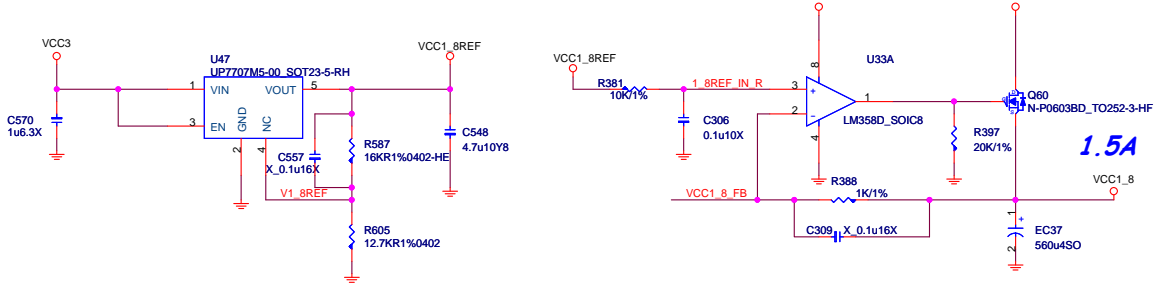 VCC3
U47
UP7707M5-00_SOT23-5-RH
VCC1_8REF
1
VIN
VOUT
5
3
EN
GND
NC
2
4
C570
1u6.3X
C557
X_0.1u16X
R587
16KR1%0402-HE
C548
4.7u10Y8
V1_8REF
R605
12.7KR1%0402
VCC1_8REF
R381
10K/1%
1_8REF_IN_R
C306
0.1u10X
U33A
8
3
+
2
-
1
4
LM358D_SOIC8
Q60
N-P0603BD_TO252-3-HF
R397
20K/1%
1.5A
VCC1_8
VCC1_8_FB
R388
1K/1%
C309
X_0.1u16X
1
+
2
EC37
560u4SO